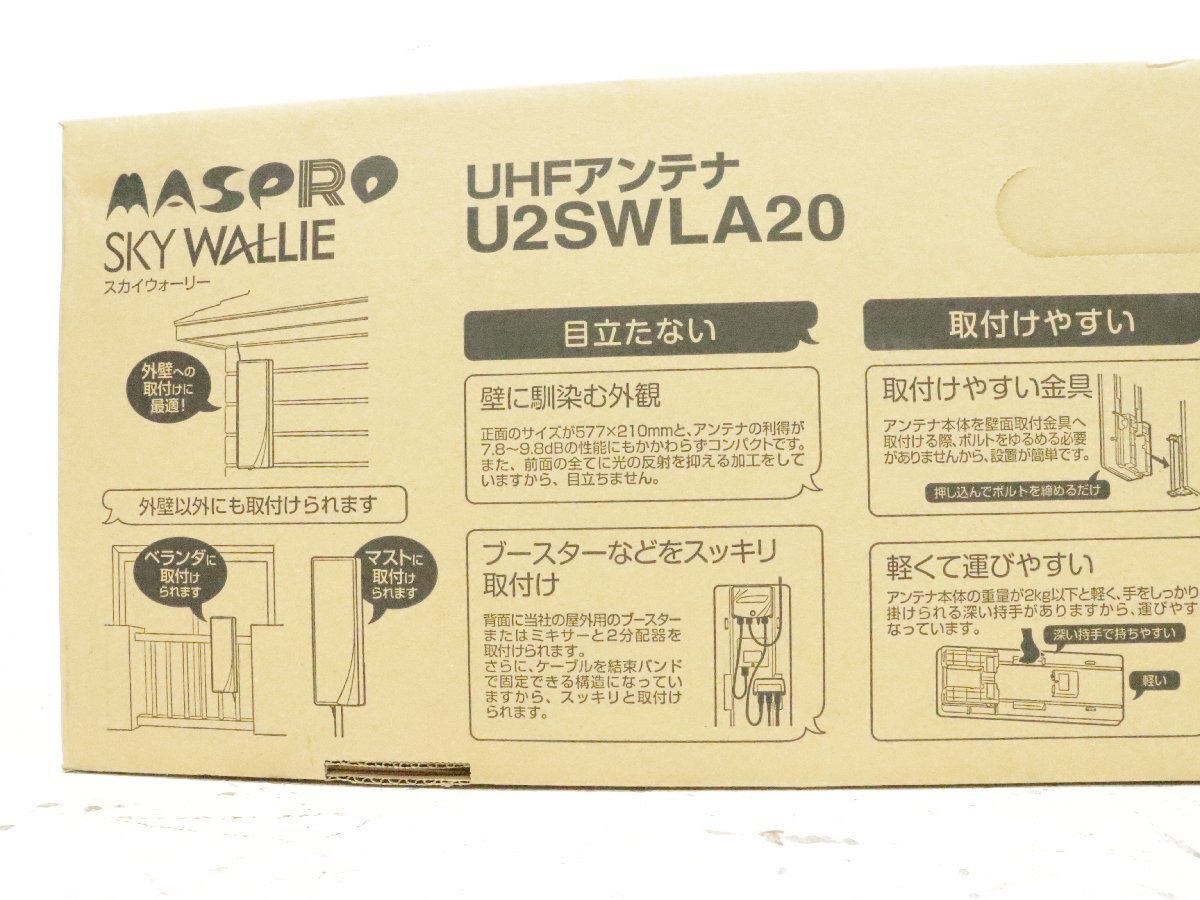 MASPRO
SKY WALLIE
スカイウォーリー
外壁への
取付けに
最適!
外壁以外にも取付けられます
ベランダに
取付け
られます
マストに
取付け
られます
UHFアンテナ
U2SWLA20
目立たない
壁に馴染む外観
正面のサイズが577×210mmと、アンテナの利得が
7.8〜9.8dBの性能にもかかわらずコンパクトです。
また、前面の全てに光の反射を抑える加工をして
いますから、目立ちません。
ブースターなどをスッキリ
取付け
背面に当社の屋外用のブースター
またはミキサーと2分配器を
取付けられます。
さらに、ケーブルを結束バンド
で固定できる構造になってい
ますから、スッキリと取付け
られます。
取付けやすい
取付けやすい金具
アンテナ本体を壁面取付金具へ
取付ける際、ボルトをゆるめる必要
がありませんから、設置が簡単です。
押し込んでボルトを締めるだけ
軽くて運びやすい
アンテナ本体の重量が2kg以下と軽く、手をしっかり
掛けられる深い持手がありますから、運びやす
なっています。
深い持手で持ちやすい
軽い